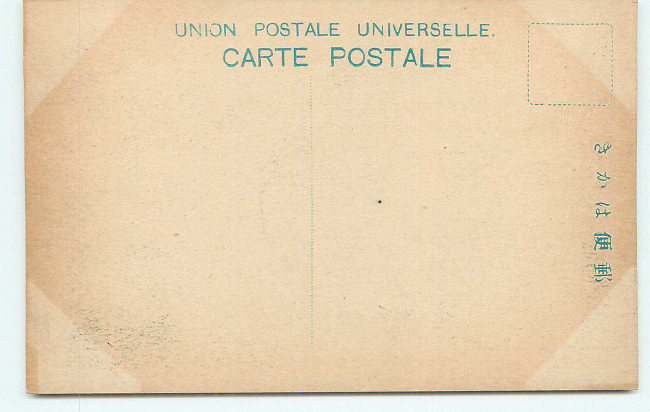 UNION POSTALE UNIVERSELLE.
CARTE POSTALE
郵便はかき